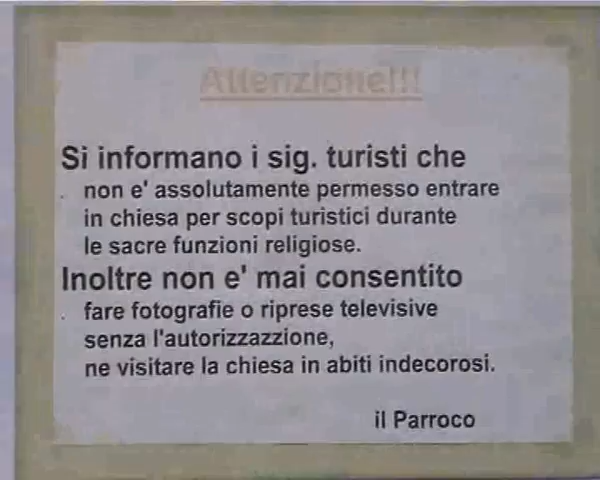 Attenzione!!!
Si informano i sig. turisti che
. non e' assolutamente permesso entrare
in chiesa per scopi turistici durante
le sacre funzioni religiose.
Inoltre non e' mai consentito
. fare fotografie o riprese televisive
senza l'autorizzazzione,
ne visitare la chiesa in abiti indecorosi.
il Parroco